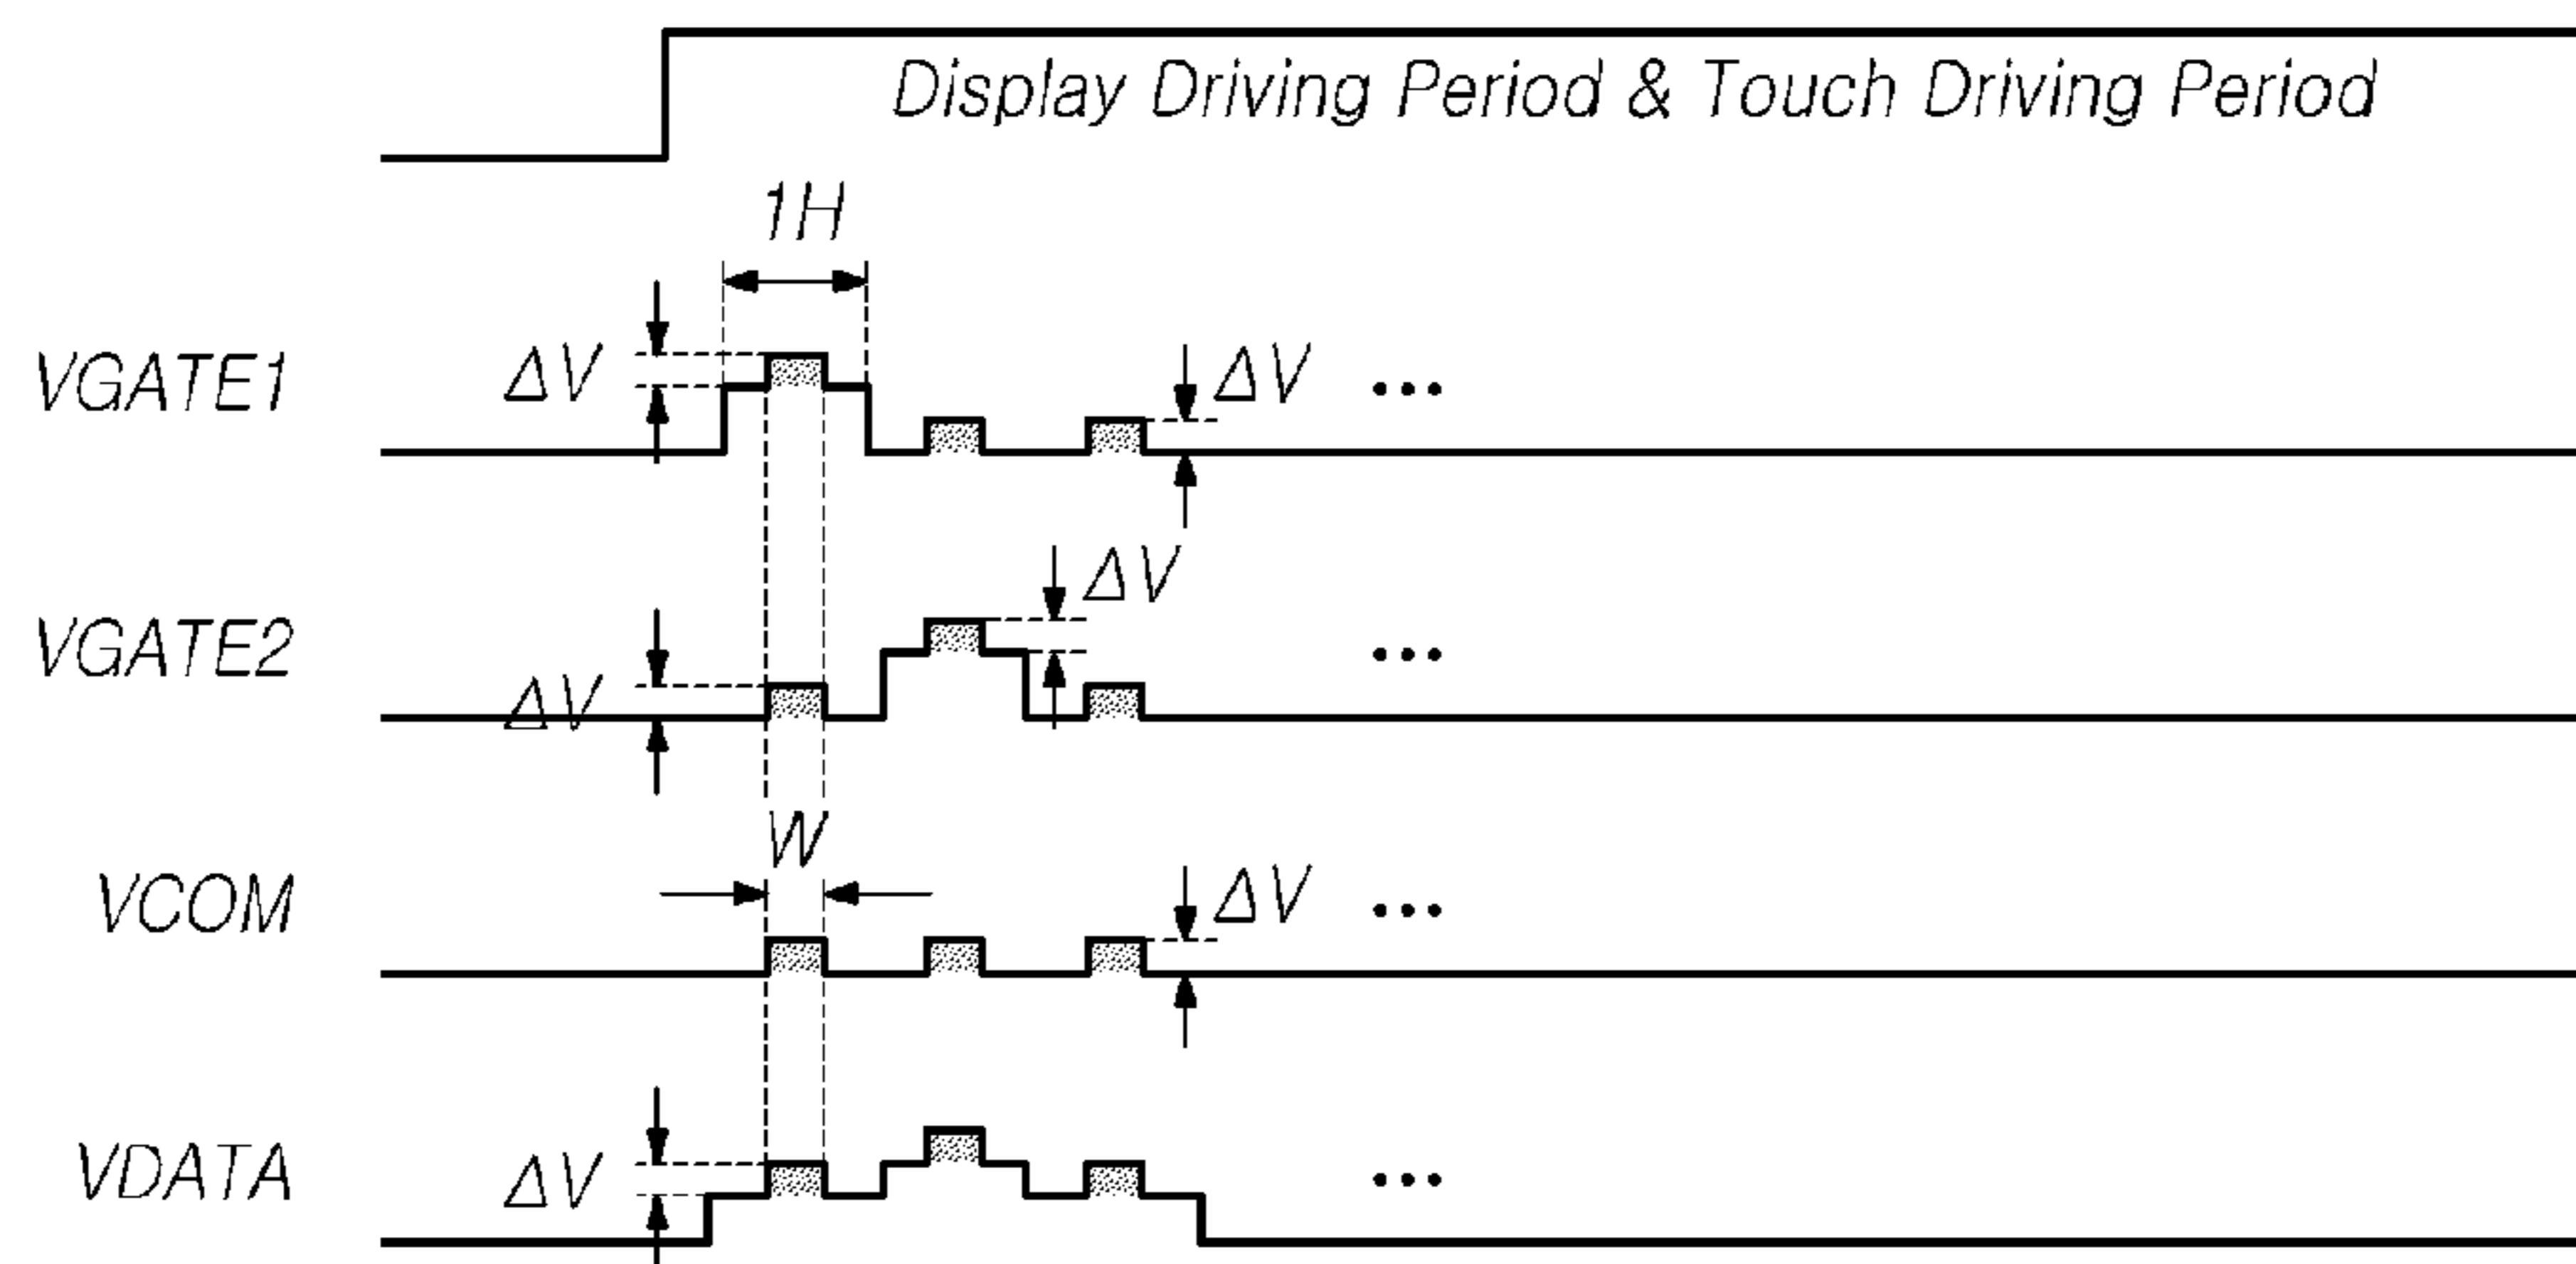 Display Driving Period & Touch Driving Period
1H
VGATE1 ΔV ΔV •••
VGATE2 ΔV ΔV •••
W
VCOM ΔV •••
VDATA ΔV •••